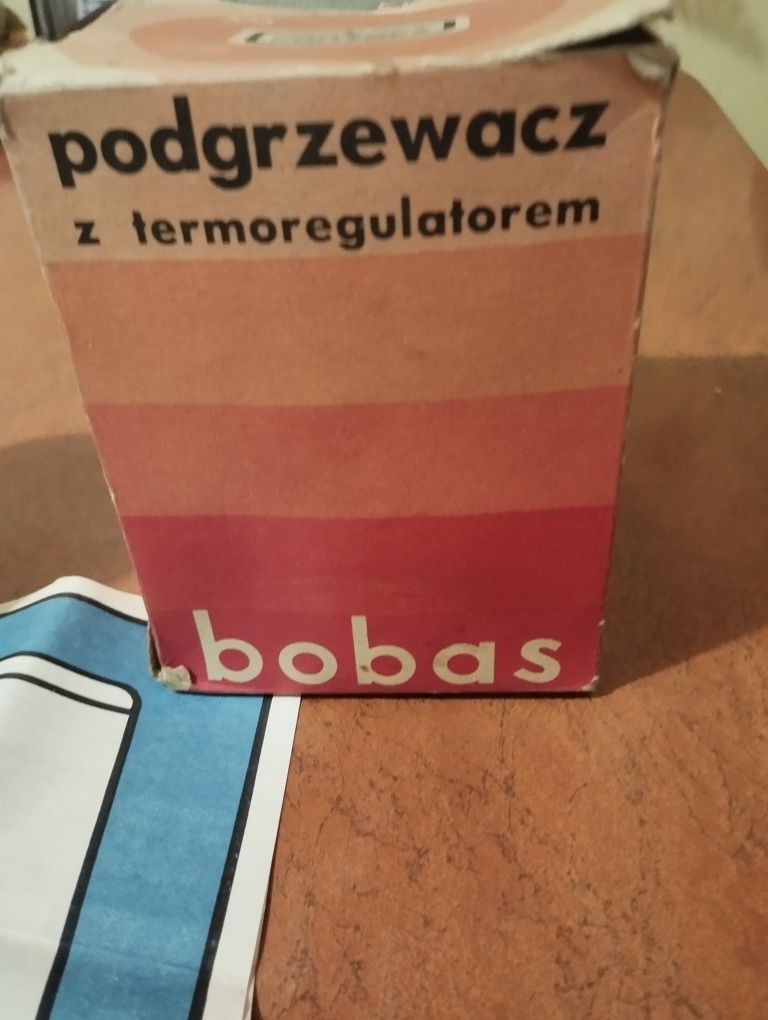 podgrzewacz
z termoregulatorem
bobas